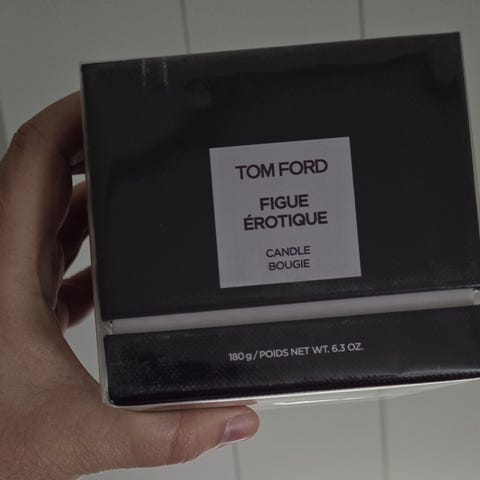 TOM FORD
FIGUE
ÉROTIQUE
CANDLE
BOUGIE
180 g / POIDS NET WT. 6.3 OZ.